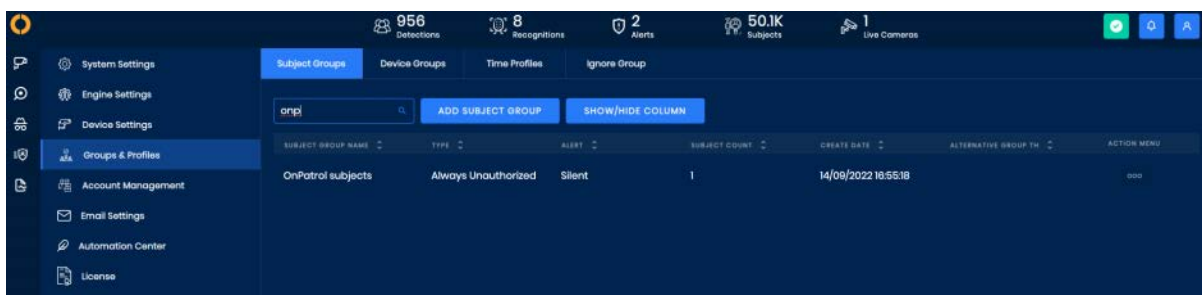 956 Detections
8 Recognitions
2 Alerts
50.1K Subjects
1 Live Cameras
System Settings
Engine Settings
Device Settings
Groups & Profiles
Account Management
Email Settings
Automation Center
License
Subject Groups Device Groups Time Profiles Ignore Group
onp ADD SUBJECT GROUP SHOW/HIDE COLUMN
SUBJECT GROUP NAME TYPE ALERT SUBJECT COUNT CREATE DATE ALTERNATIVE GROUP TH ACTION MENU
OnPatrol subjects Always Unauthorized Silent 1 14/09/2022 16:55:18